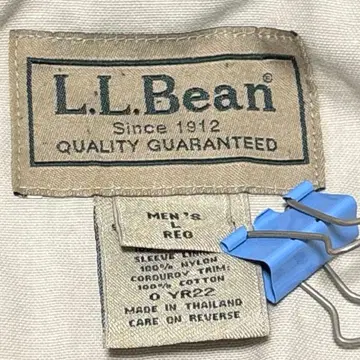 L.L.Bean®
Since 1912
QUALITY GUARANTEED
MEN'S
L
REG
SLEEVE LINING
100% NYLON
CORDUROY TRIM:
100% COTTON
0 YR22
MADE IN THAILAND
CARE ON REVERSE